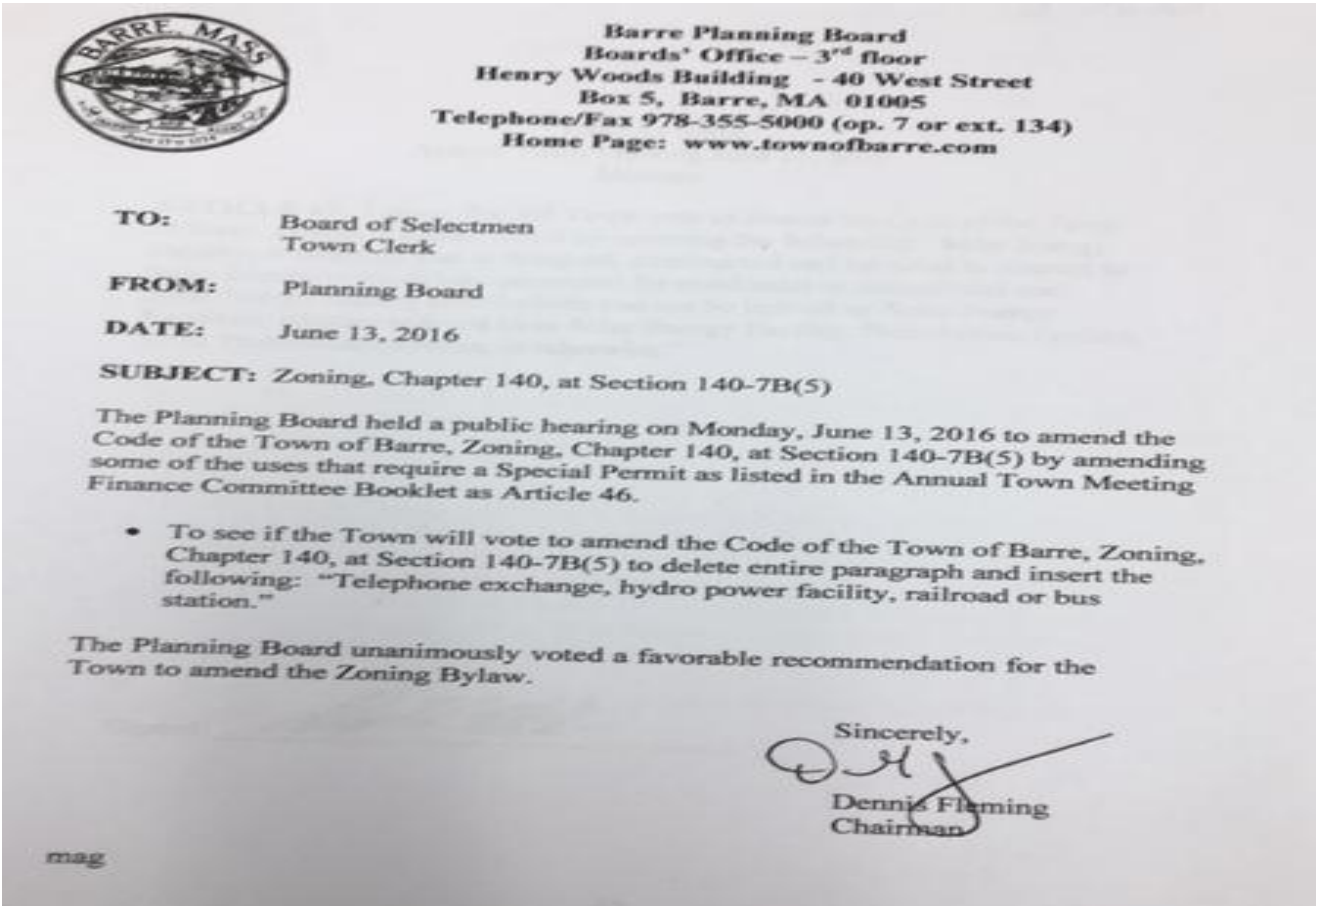 BARRE, MASS
Barre Planning Board
Boards' Office – 3rd floor
Henry Woods Building - 40 West Street
Box 5, Barre, MA 01005
Telephone/Fax 978-355-5000 (op. 7 or ext. 134)
Home Page: www.townofbarre.com
TO: Board of Selectmen
Town Clerk
FROM: Planning Board
DATE: June 13, 2016
SUBJECT: Zoning, Chapter 140, at Section 140-7B(5)
The Planning Board held a public hearing on Monday, June 13, 2016 to amend the
Code of the Town of Barre, Zoning, Chapter 140, at Section 140-7B(5) by amending
some of the uses that require a Special Permit as listed in the Annual Town Meeting
Finance Committee Booklet as Article 46.
• To see if the Town will vote to amend the Code of the Town of Barre, Zoning,
Chapter 140, at Section 140-7B(5) to delete entire paragraph and insert the
following: “Telephone exchange, hydro power facility, railroad or bus
station.”
The Planning Board unanimously voted a favorable recommendation for the
Town to amend the Zoning Bylaw.
Sincerely,
Dennis Fleming
Chairman
mag